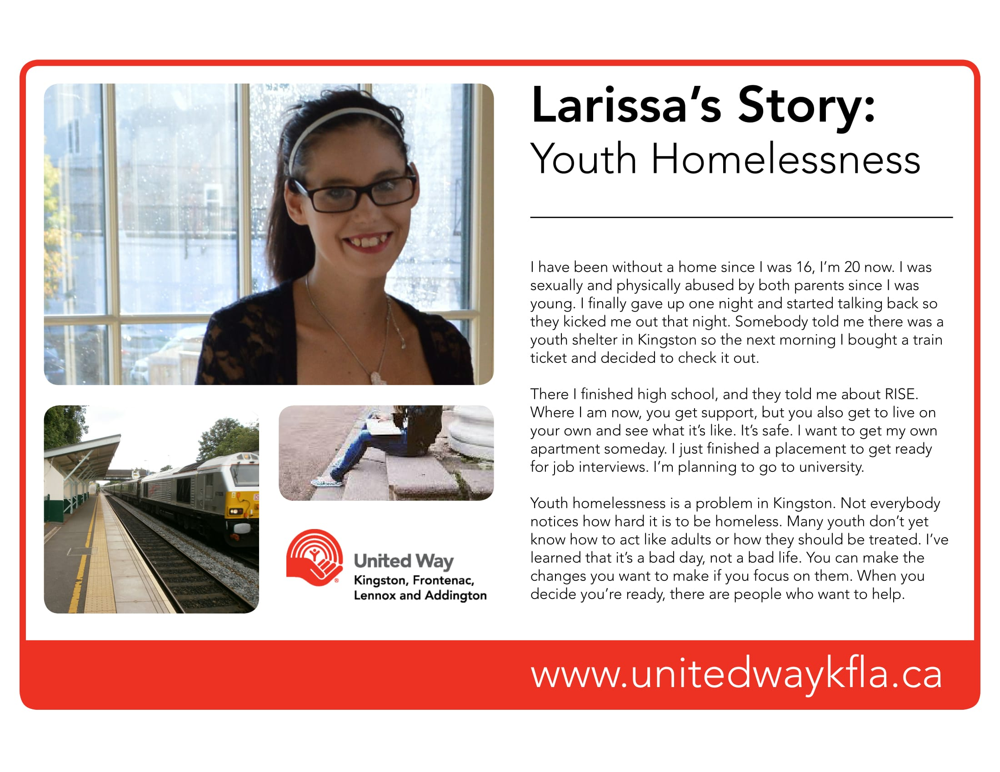 Larissa’s Story:
Youth Homelessness
I have been without a home since I was 16, I’m 20 now. I was
sexually and physically abused by both parents since I was
young. I finally gave up one night and started talking back so
they kicked me out that night. Somebody told me there was a
youth shelter in Kingston so the next morning I bought a train
ticket and decided to check it out.
There I finished high school, and they told me about RISE.
Where I am now, you get support, but you also get to live on
your own and see what it’s like. It’s safe. I want to get my own
apartment someday. I just finished a placement to get ready
for job interviews. I’m planning to go to university.
Youth homelessness is a problem in Kingston. Not everybody
notices how hard it is to be homeless. Many youth don’t yet
know how to act like adults or how they should be treated. I’ve
learned that it’s a bad day, not a bad life. You can make the
changes you want to make if you focus on them. When you
decide you’re ready, there are people who want to help.
United Way
Kingston, Frontenac,
Lennox and Addington
®
www.unitedwaykfla.ca